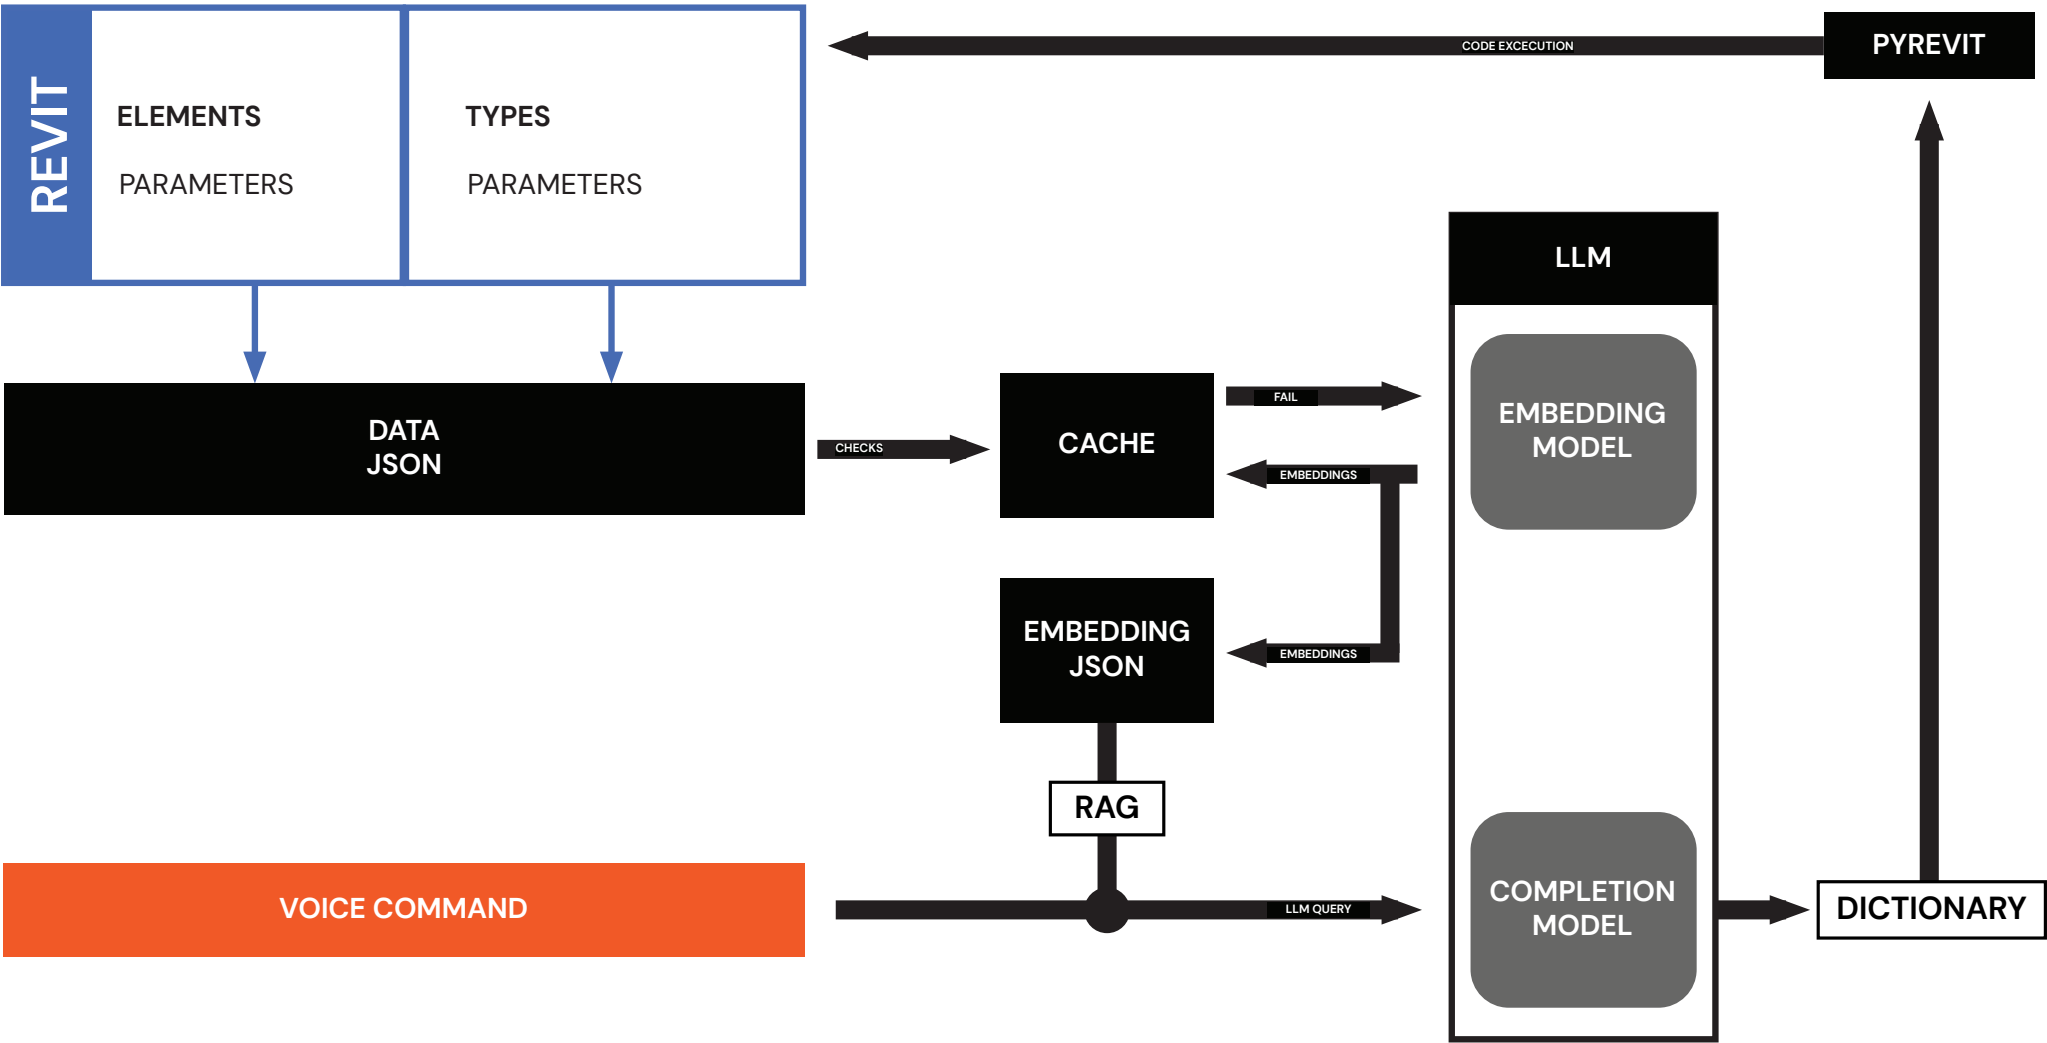 REVIT
ELEMENTS
PARAMETERS
TYPES
PARAMETERS
CODE EXCECUTION
PYREVIT
LLM
DATA
JSON
CHECKS
CACHE
FAIL
EMBEDDINGS
EMBEDDING
MODEL
EMBEDDING
JSON
EMBEDDINGS
RAG
VOICE COMMAND
LLM QUERY
COMPLETION
MODEL
DICTIONARY